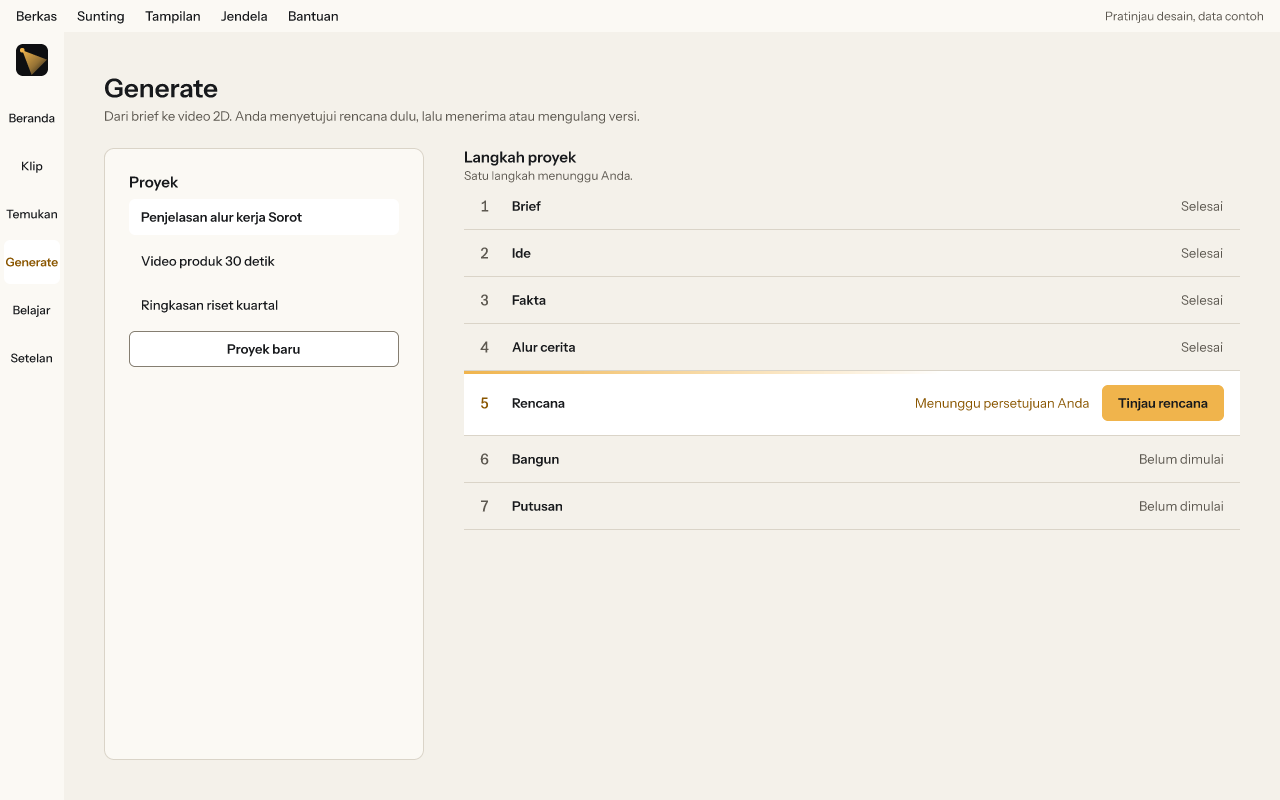 Berkas Sunting Tampilan Jendela Bantuan
Pratinjau desain, data contoh
Beranda
Klip
Temukan
Generate
Belajar
Setelan
Generate
Dari brief ke video 2D. Anda menyetujui rencana dulu, lalu menerima atau mengulang versi.
Proyek
Penjelasan alur kerja Sorot
Video produk 30 detik
Ringkasan riset kuartal
Proyek baru
Langkah proyek
Satu langkah menunggu Anda.
1 Brief Selesai
2 Ide Selesai
3 Fakta Selesai
4 Alur cerita Selesai
5 Rencana Menunggu persetujuan Anda Tinjau rencana
6 Bangun Belum dimulai
7 Putusan Belum dimulai